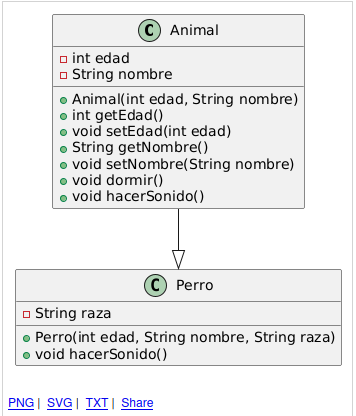 C Animal
int edad
String nombre
Animal(int edad, String nombre)
int getEdad()
void setEdad(int edad)
String getNombre()
void setNombre(String nombre)
void dormir()
void hacerSonido()
C Perro
String raza
Perro(int edad, String nombre, String raza)
void hacerSonido()
PNG | SVG | TXT | Share